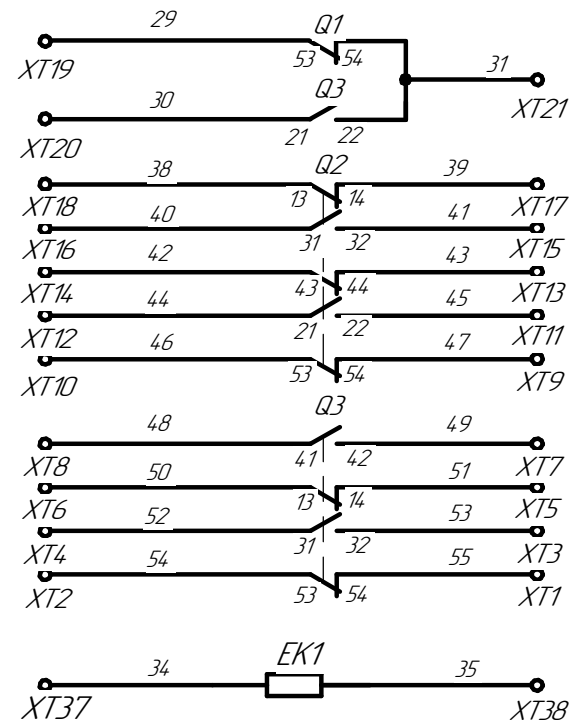 29 Q1
53 54 31
XT19 XT21
30 Q3
21 22
XT20
38 Q2 39
13 14
XT18 XT17
40 41
31 32
XT16 XT15
42 43
43 44
XT14 XT13
44 45
21 22
XT12 XT11
46 47
53 54
XT10 XT9
Q3
48 49
41 42
XT8 XT7
50 51
13 14
XT6 XT5
52 53
31 32
XT4 XT3
54 55
53 54
XT2 XT1
34 EK1 35
XT37 XT38